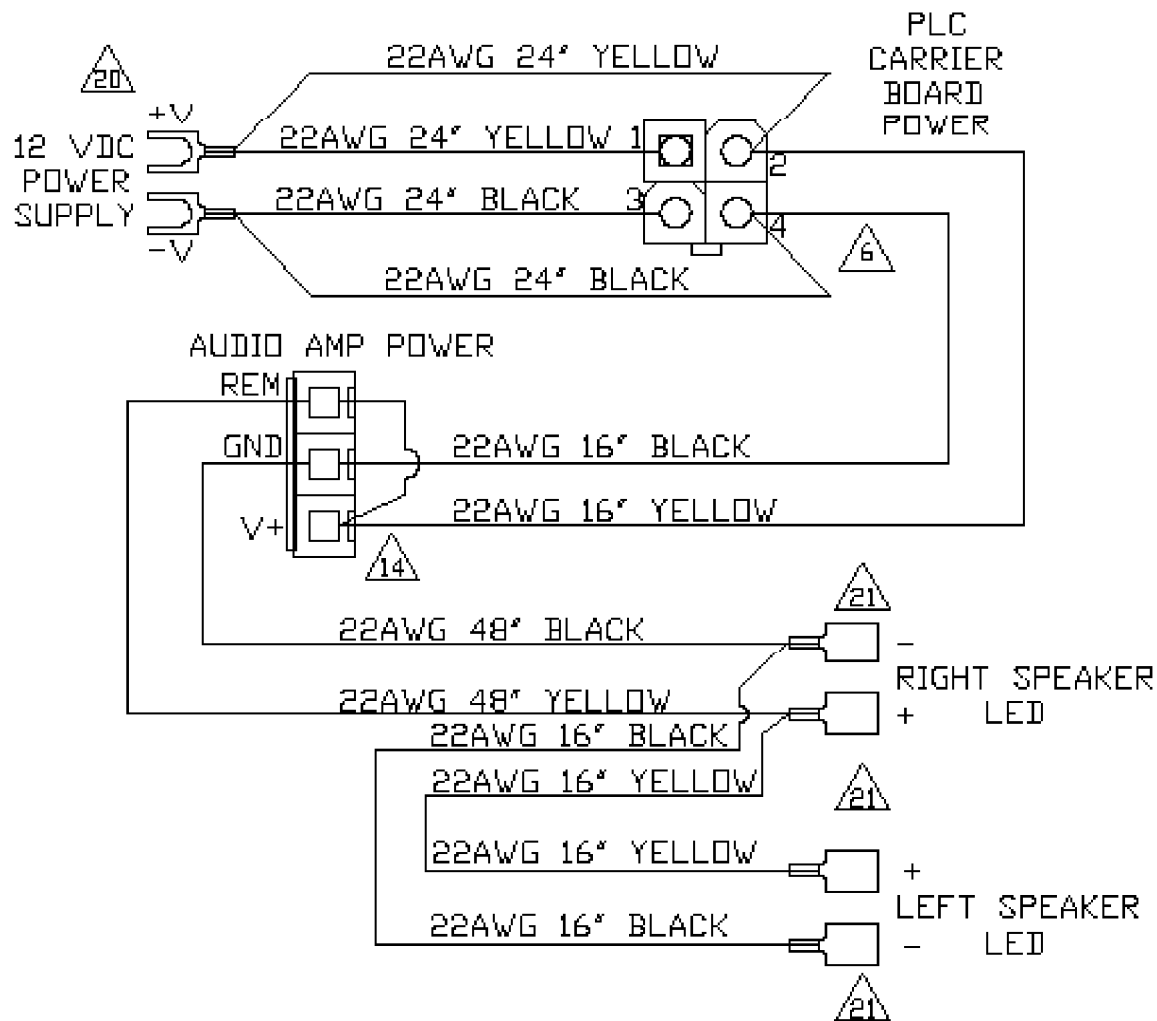 PLC
CARRIER
BOARD
POWER
22AWG 24" YELLOW
20
+V
12 VDC
POWER
SUPPLY
-V
22AWG 24" YELLOW 1
2
22AWG 24" BLACK 3
4
6
22AWG 24" BLACK
AUDIO AMP POWER
REM
GND
22AWG 16" BLACK
V+
22AWG 16" YELLOW
14
21
22AWG 48" BLACK
-
RIGHT SPEAKER
LED
+
22AWG 48" YELLOW
22AWG 16" BLACK
22AWG 16" YELLOW
21
22AWG 16" YELLOW
+
LEFT SPEAKER
LED
-
22AWG 16" BLACK
21